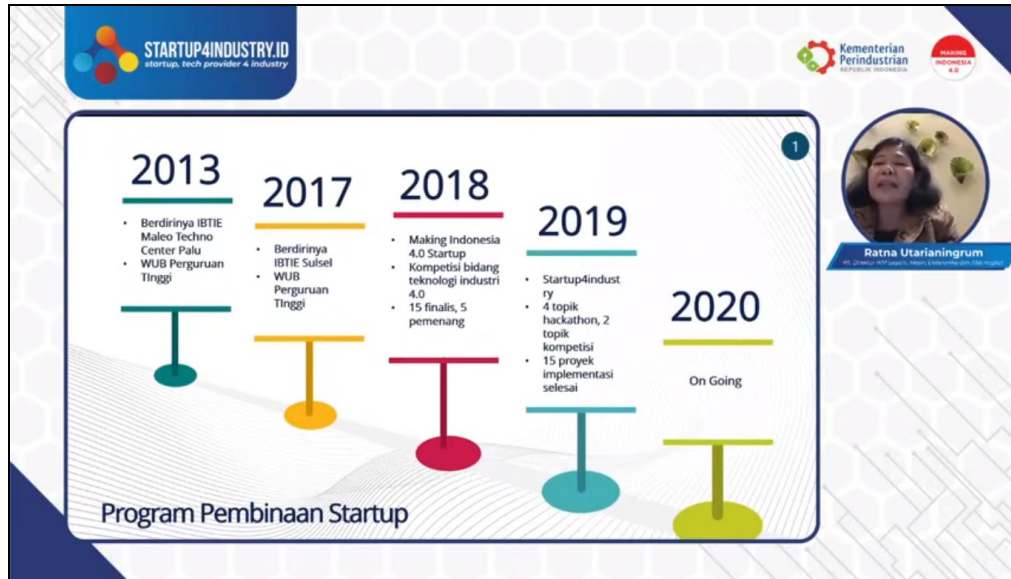 STARTUP4INDUSTRY.ID
startup, tech provider 4 industry
Kementerian
Perindustrian
REPUBLIK INDONESIA
MAKING
INDONESIA
4.0
1
2013
• Berdirinya IBTIE
Maleo Techno
Center Palu
• WUB Perguruan
TInggi
2017
• Berdirinya
IBTIE Sulsel
• WUB
Perguruan
TInggi
2018
• Making Indonesia
4.0 Startup
• Kompetisi bidang
teknologi industri
4.0
• 15 finalis, 5
pemenang
2019
• Startup4indust
ry
• 4 topik
hackathon, 2
topik
kompetisi
• 15 proyek
implementasi
selesai
2020
On Going
Program Pembinaan Startup
Ratna Utarianingrum